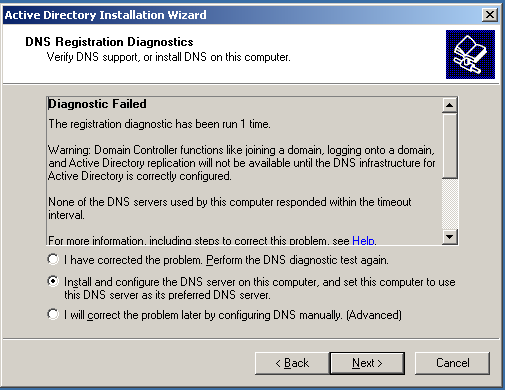 Active Directory Installation Wizard
DNS Registration Diagnostics
Verify DNS support, or install DNS on this computer.
Diagnostic Failed
The registration diagnostic has been run 1 time.
Warning: Domain Controller functions like joining a domain, logging onto a domain,
and Active Directory replication will not be available until the DNS infrastructure for
Active Directory is correctly configured.
None of the DNS servers used by this computer responded within the timeout
interval.
For more information, including steps to correct this problem, see Help.
I have corrected the problem. Perform the DNS diagnostic test again.
Install and configure the DNS server on this computer, and set this computer to use
this DNS server as its preferred DNS server.
I will correct the problem later by configuring DNS manually. (Advanced)
< Back
Next >
Cancel